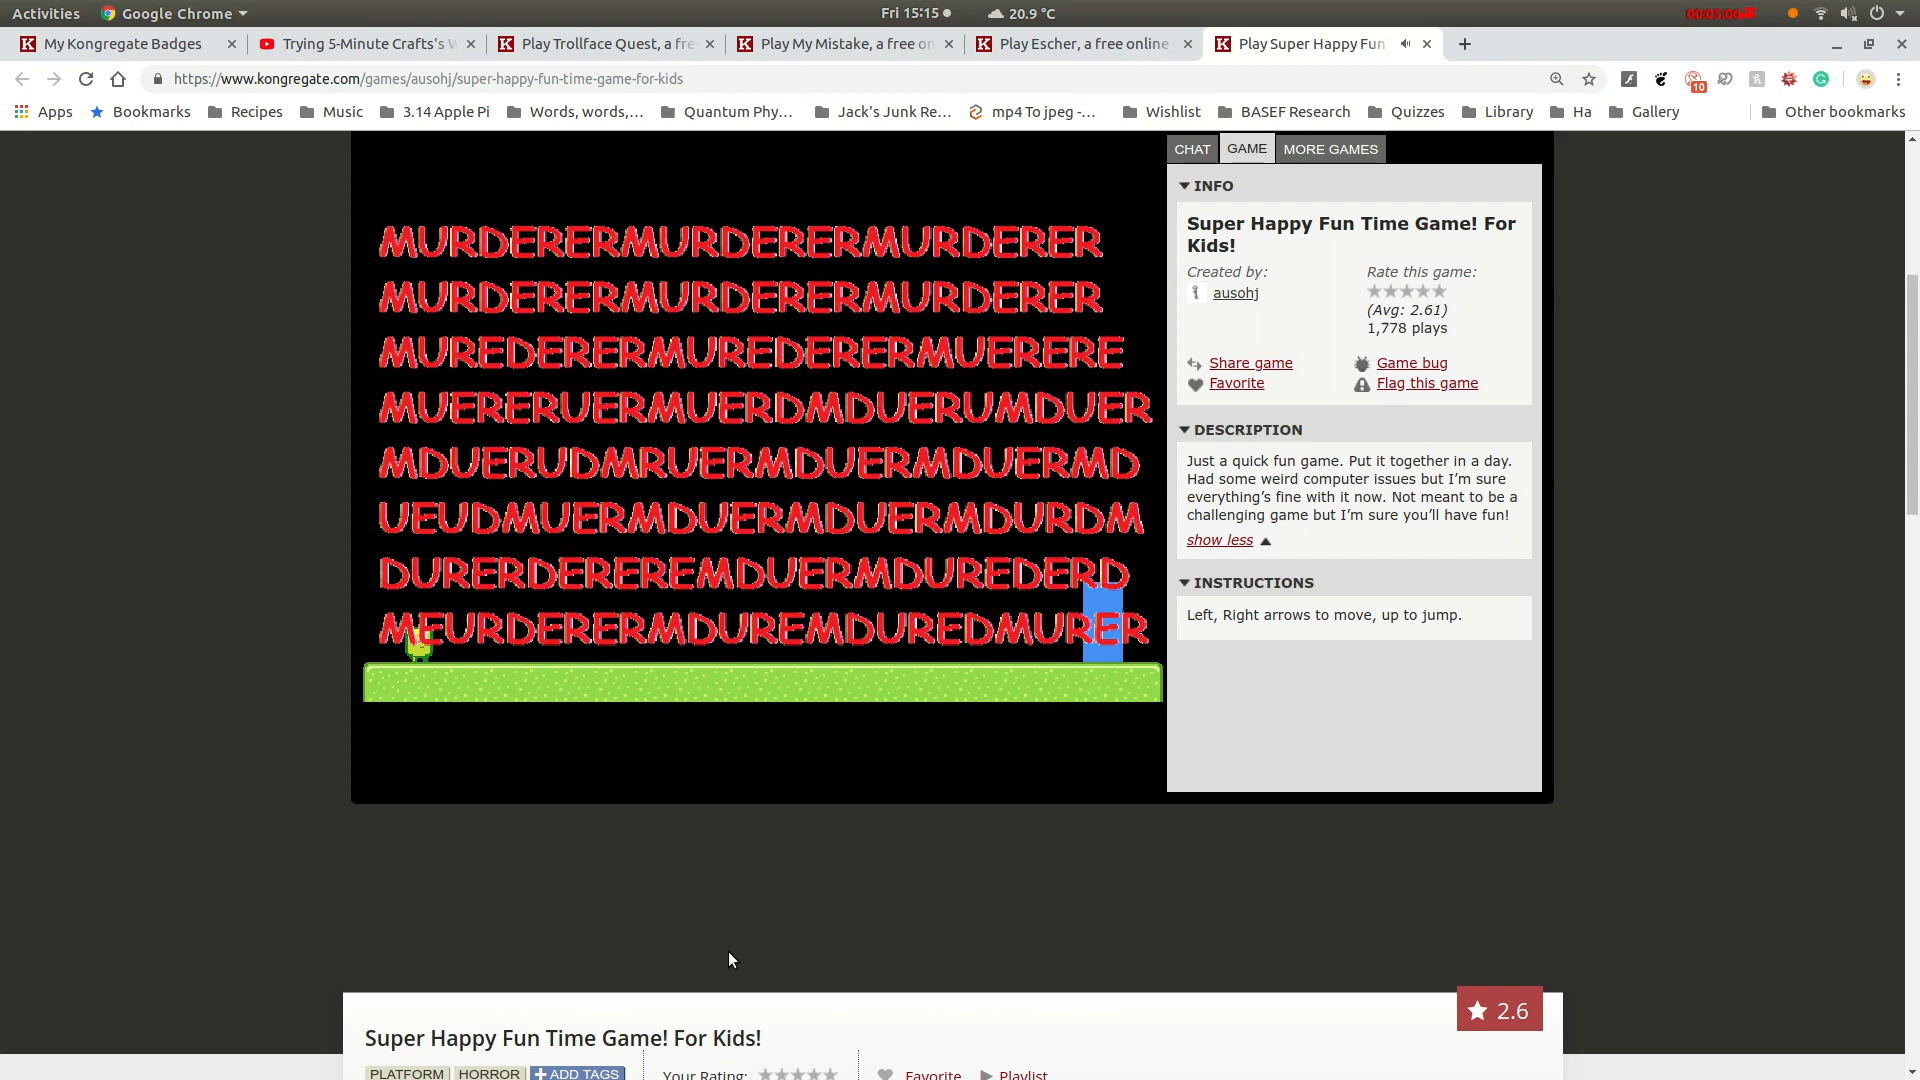 Activities Google Chrome Fri 15:15 20.9 °C
My Kongregate Badges Trying 5-Minute Crafts's Play Trollface Quest, a fre Play My Mistake, a free on Play Escher, a free online Play Super Happy Fun
https://www.kongregate.com/games/ausohj/super-happy-fun-time-game-for-kids 10
Apps Bookmarks Recipes Music 3.14 Apple Pi Words, words,... Quantum Phy... Jack's Junk Re... mp4 To jpeg -... Wishlist BASEF Research Quizzes Library Ha Gallery Other bookmarks
CHAT GAME MORE GAMES
INFO
Super Happy Fun Time Game! For
Kids!
Created by: Rate this game:
ausohj
(Avg: 2.61)
1,778 plays
Share game Game bug
Favorite Flag this game
DESCRIPTION
Just a quick fun game. Put it together in a day.
Had some weird computer issues but I'm sure
everything's fine with it now. Not meant to be a
challenging game but I'm sure you'll have fun!
show less
INSTRUCTIONS
Left, Right arrows to move, up to jump.
MURDERERMURDERERMURDERER
MURDERERMURDERERMURDERER
MUREDERERMUREDERERMUERERE
MUERERUERMUERDMDUERUMDUER
MDUERUDMRUERMDUERMDUERMD
UEUDMUERMDUERMDUERMDURDM
DURERDEREREMDUERMDUREDERD
MEURDERERMDUREMDUREDMURER
2.6
Super Happy Fun Time Game! For Kids!
PLATFORM HORROR ADD TAGS Your Rating: Favorite Playlist